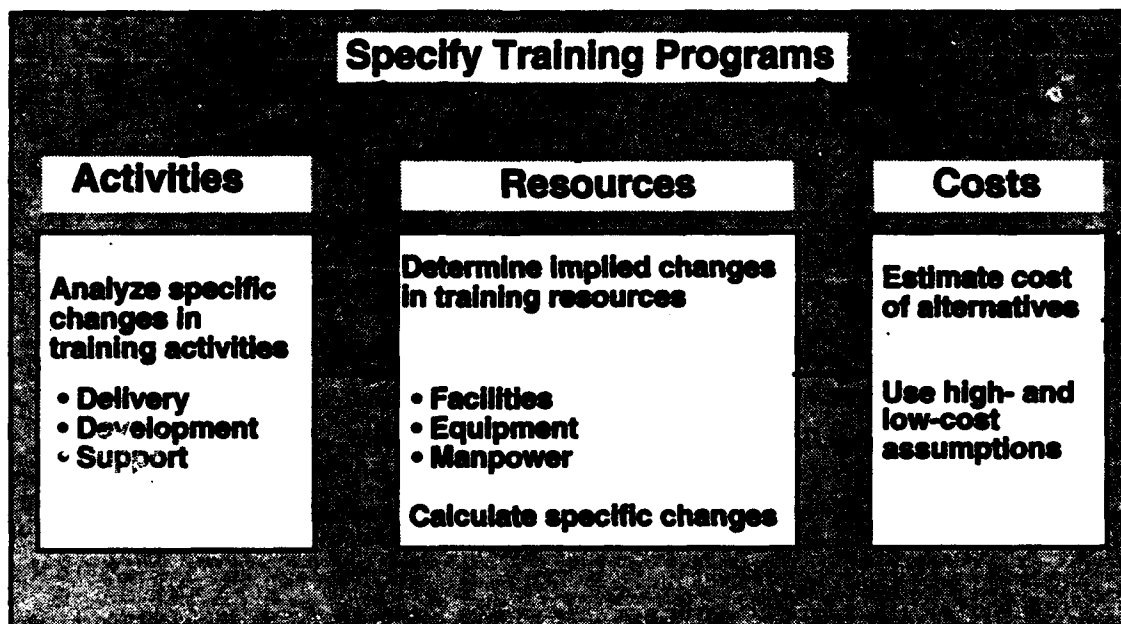 Specify Training Programs
Activities
Analyze specific
changes in
training activities
• Delivery
• Development
• Support
Resources
Determine implied changes
in training resources
• Facilities
• Equipment
• Manpower
Calculate specific changes
Costs
Estimate cost
of alternatives
Use high- and
low-cost
assumptions